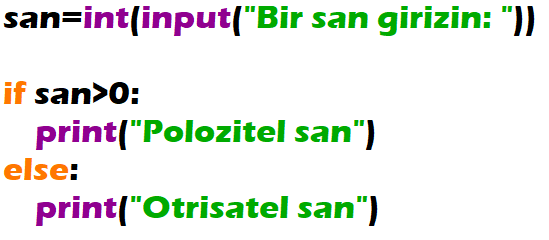 san=int(input("Bir san girizin: "))
if san>0:
    print("Polozitel san")
else:
    print("Otrisatel san")